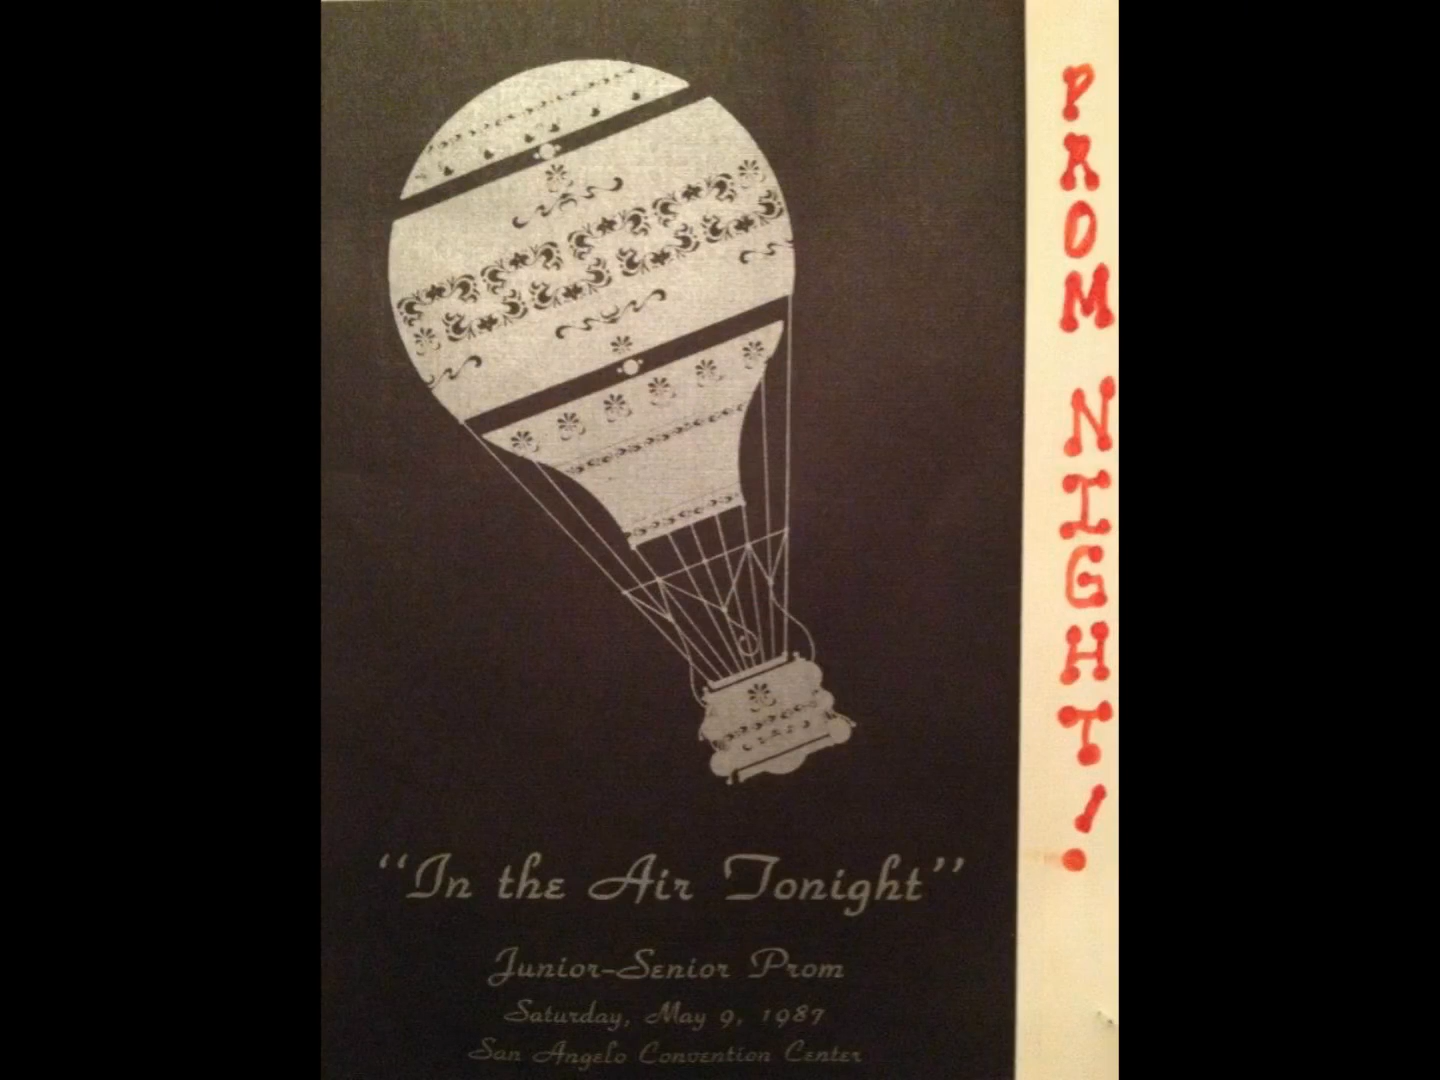 "In the Air Tonight"
Junior-Senior Prom
Saturday, May 9, 1987
San Angelo Convention Center
PROM NIGHT!